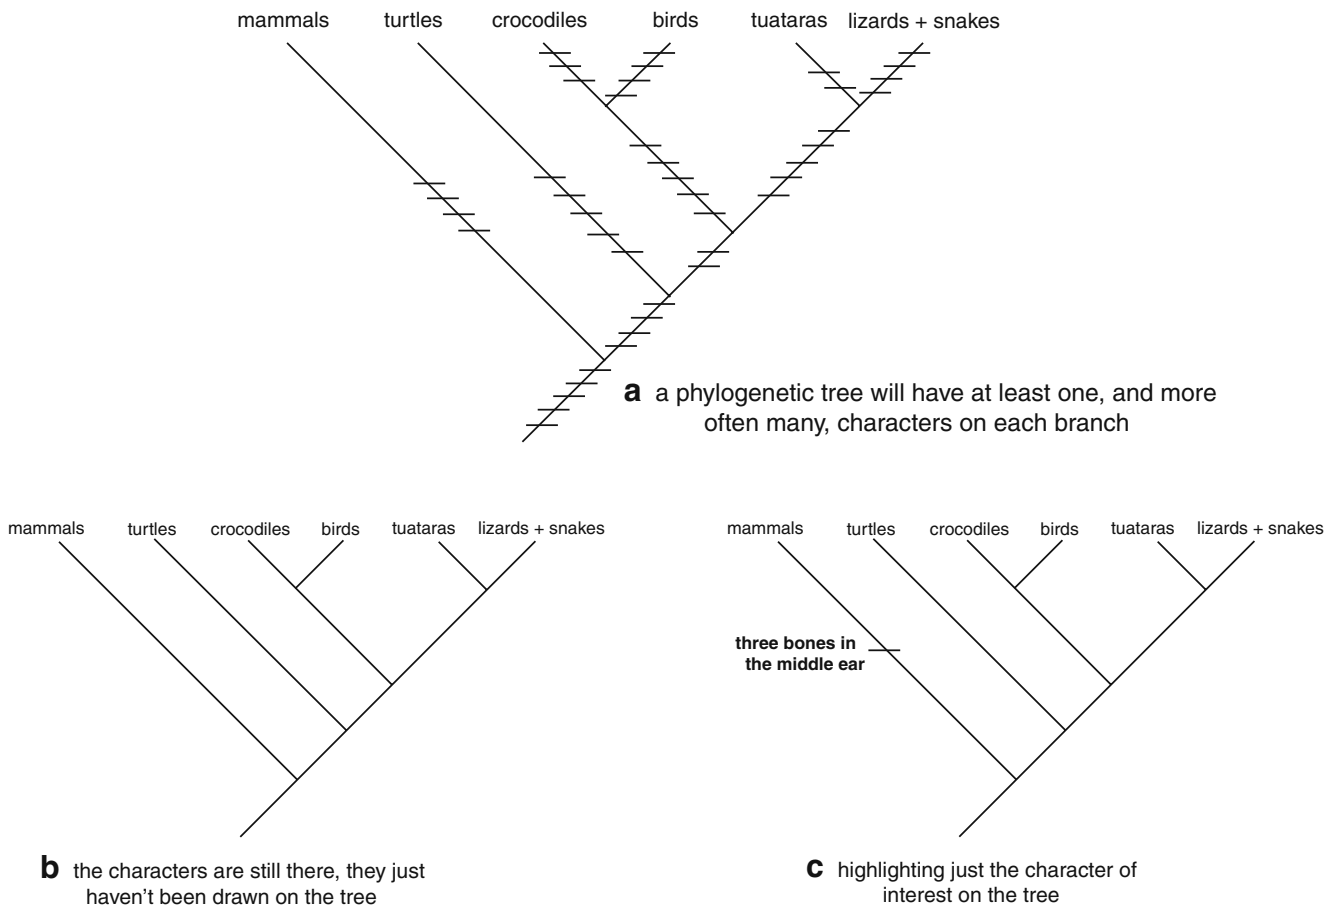 mammals turtles crocodiles birds tuataras lizards + snakes
a a phylogenetic tree will have at least one, and more
often many, characters on each branch
mammals turtles crocodiles birds tuataras lizards + snakes
b the characters are still there, they just
haven't been drawn on the tree
mammals turtles crocodiles birds tuataras lizards + snakes
three bones in
the middle ear
c highlighting just the character of
interest on the tree